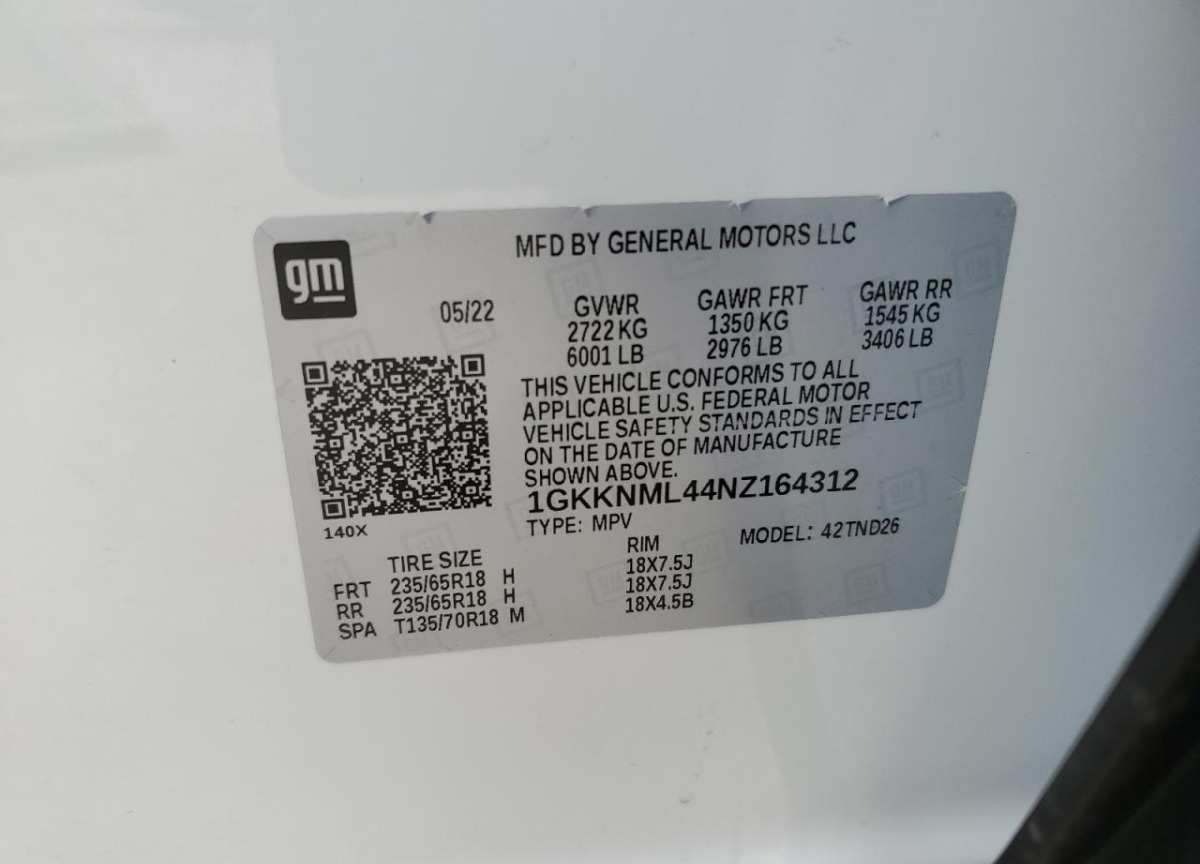 gm
MFD BY GENERAL MOTORS LLC
05/22
GVWR
2722 KG
6001 LB
GAWR FRT
1350 KG
2976 LB
GAWR RR
1545 KG
3406 LB
THIS VEHICLE CONFORMS TO ALL
APPLICABLE U.S. FEDERAL MOTOR
VEHICLE SAFETY STANDARDS IN EFFECT
ON THE DATE OF MANUFACTURE
SHOWN ABOVE.
1GKKNML44NZ164312
140X
TYPE: MPV MODEL: 42TND26
TIRE SIZE RIM
FRT 235/65R18 H 18X7.5J
RR 235/65R18 H 18X7.5J
SPA T135/70R18 M 18X4.5B